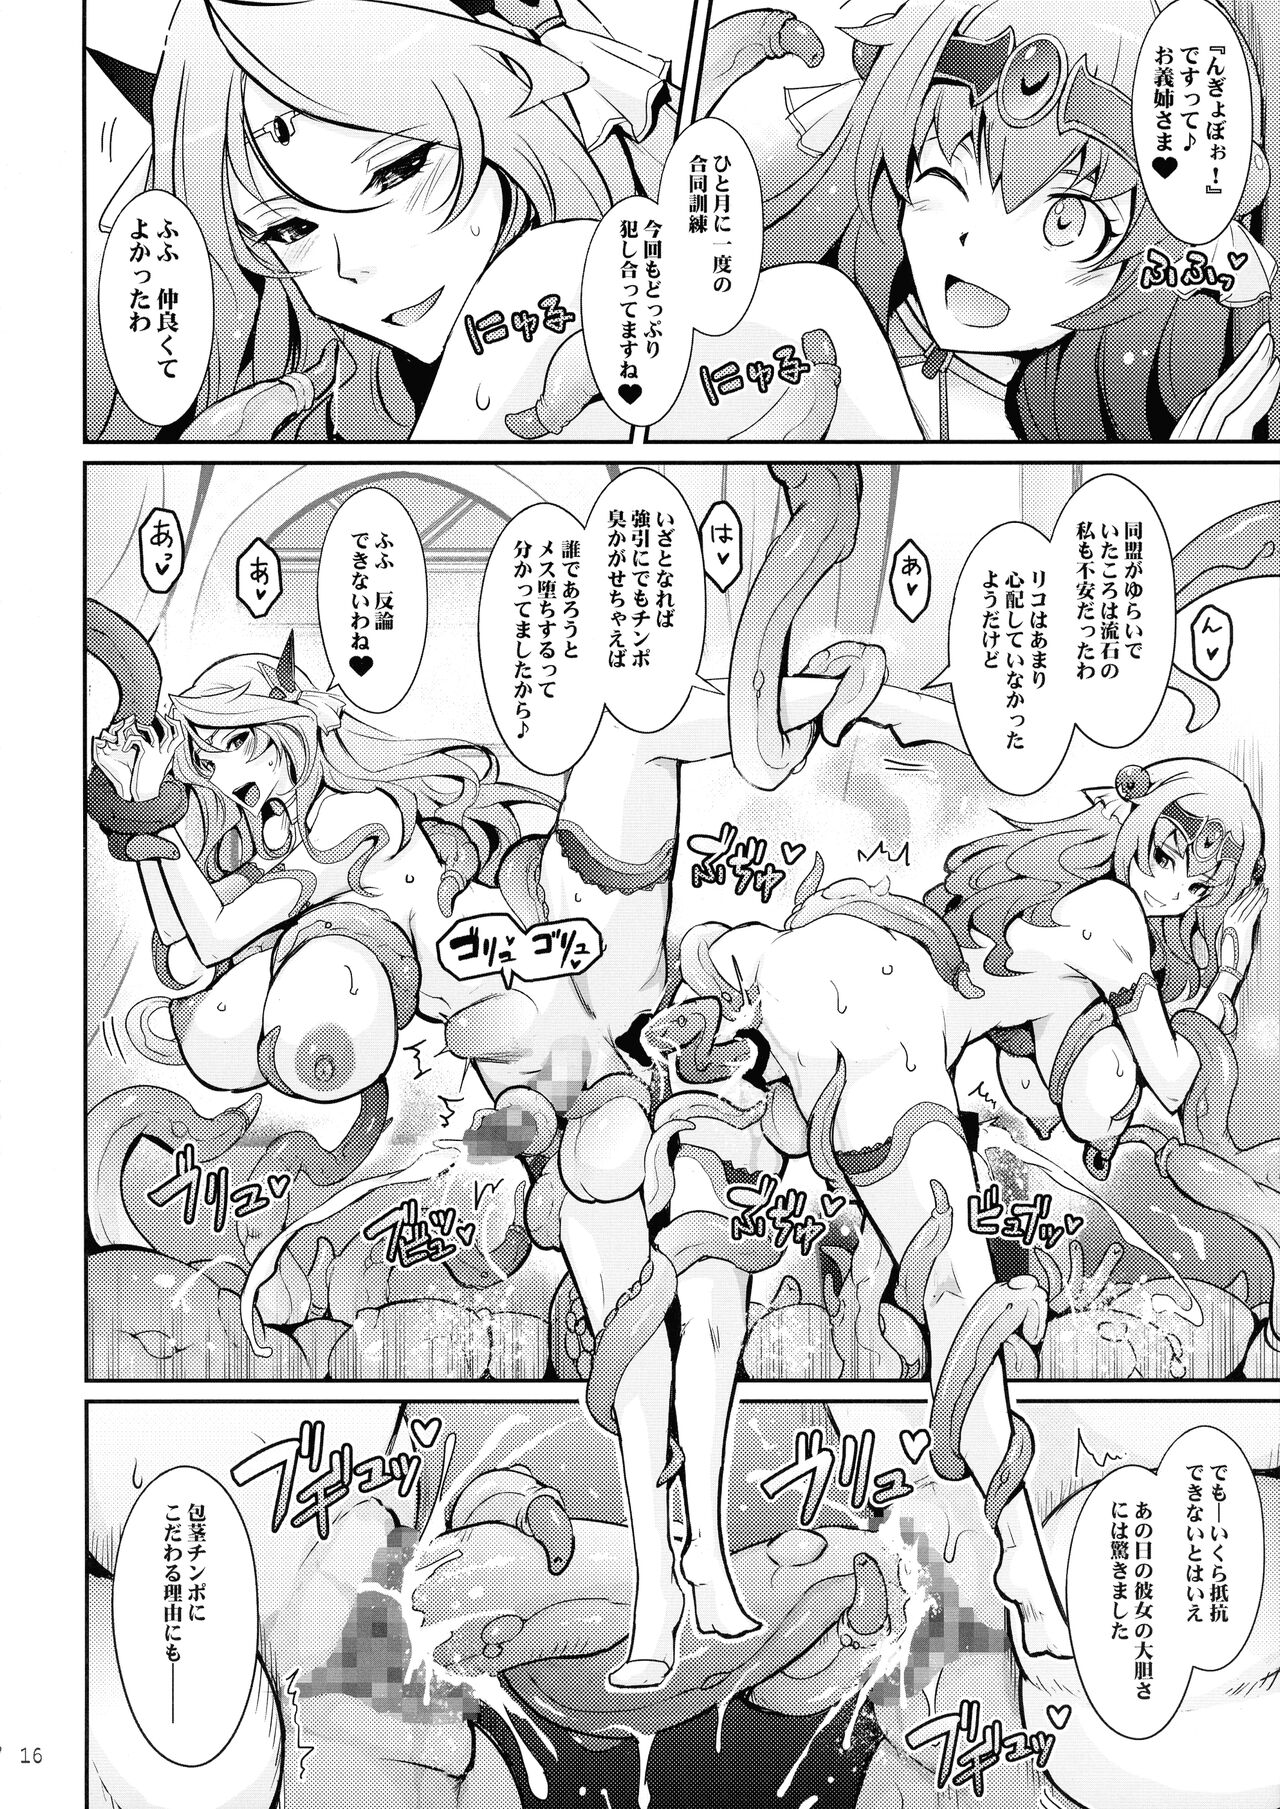 『んぎょぼぉ！』
ですって♪
お義姉さま
♥
ふふふッ♡
ひと月に一度の
合同訓練
今回もどっぷり
犯し合ってますね
♥
にゅる
にゅる
ふふ 仲良くて
よかったわ
同盟がゆらいで
いたころは流石の
私も不安だったわ
リコはあまり
心配していなかった
ようだけど
ん♥
あ♥
は♥
いざとなれば
強引にでもチンポ
臭かがせちゃえば
誰であろうと
メス堕ちするって
分かってましたから♪
ふふ 反論
できないわね
♥
あ♥
あっ♥
ぶぢゅ♡
ゴリュ♥
ゴリュ♥
ぶぢゅ♡
ビュブッ♡
ブリュ♡
ブビュ♡
でも―いくら抵抗
できないとはいえ
あの日の彼女の大胆さ
には驚きました
ブリュッ♡
ブギュッ♡
ブギュッ♡
包茎チンポに
こだわる理由にも――
16